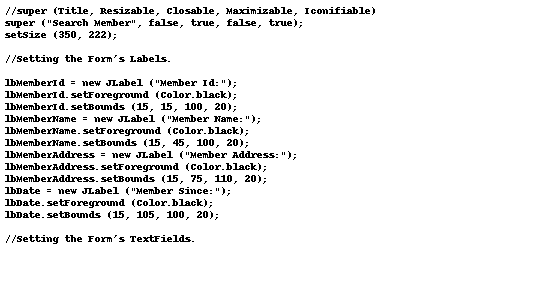 //super (Title, Resizable, Closable, Maximizable, Iconifiable)
super ("Search Member", false, true, false, true);
setSize (350, 222);
//Setting the Form's Labels.
lbMemberId = new JLabel ("Member Id:");
lbMemberId.setForeground (Color.black);
lbMemberId.setBounds (15, 15, 100, 20);
lbMemberName = new JLabel ("Member Name:");
lbMemberName.setForeground (Color.black);
lbMemberName.setBounds (15, 45, 100, 20);
lbMemberAddress = new JLabel ("Member Address:");
lbMemberAddress.setForeground (Color.black);
lbMemberAddress.setBounds (15, 75, 110, 20);
lbDate = new JLabel ("Member Since:");
lbDate.setForeground (Color.black);
lbDate.setBounds (15, 105, 100, 20);
//Setting the Form's TextFields.